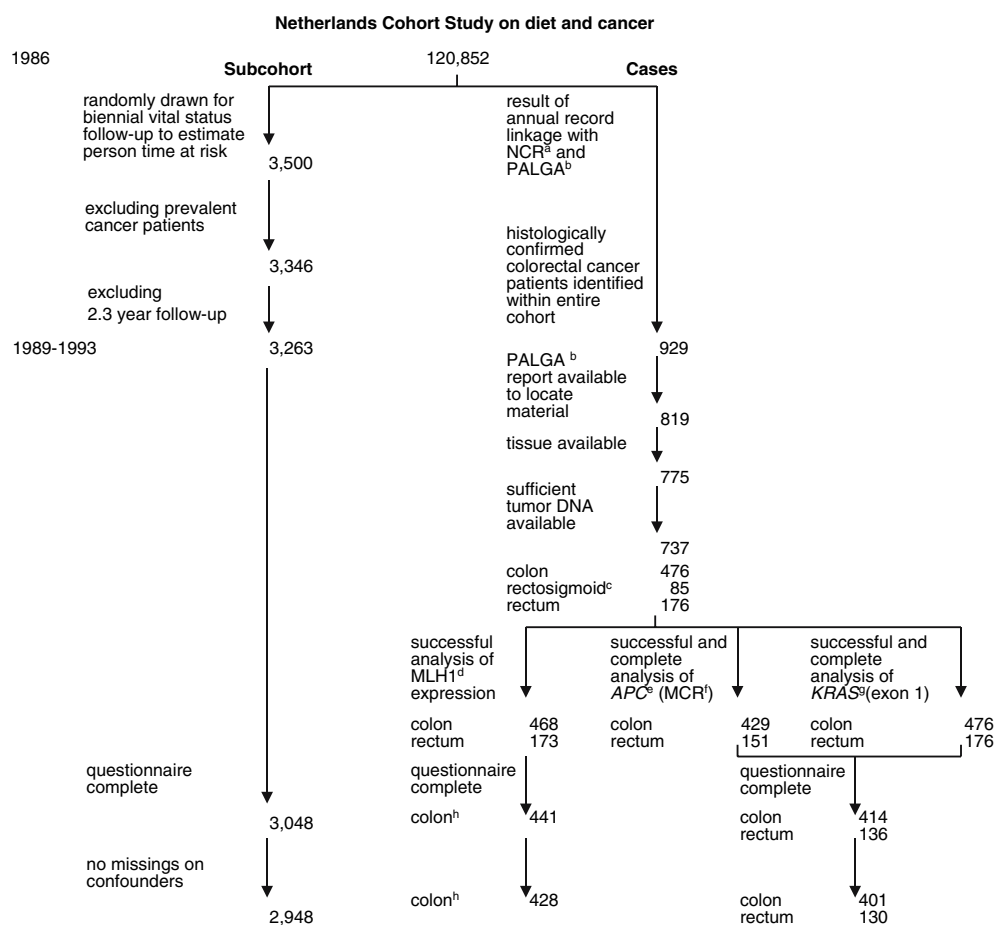 Netherlands Cohort Study on diet and cancer
1986
120,852
Subcohort
Cases
randomly drawn for
biennial vital status
follow-up to estimate
person time at risk
3,500
result of
annual record
linkage with
NCRᵃ and
PALGAᵇ
excluding prevalent
cancer patients
3,346
histologically
confirmed
colorectal cancer
patients identified
within entire
cohort
excluding
2.3 year follow-up
1989-1993
3,263
929
PALGA ᵇ
report available
to locate
material
819
tissue available
775
sufficient
tumor DNA
available
737
colon 476
rectosigmoidᶜ 85
rectum 176
successful
analysis of
MLH1ᵈ
expression
successful and
complete
analysis of
APCᵉ (MCRᶠ)
successful and
complete
analysis of
KRASᵍ(exon 1)
colon 468
rectum 173
colon 429
rectum 151
colon 476
rectum 176
questionnaire
complete
3,048
questionnaire
complete
colonʰ 441
questionnaire
complete
colon 414
rectum 136
no missings on
confounders
2,948
colonʰ 428
colon 401
rectum 130